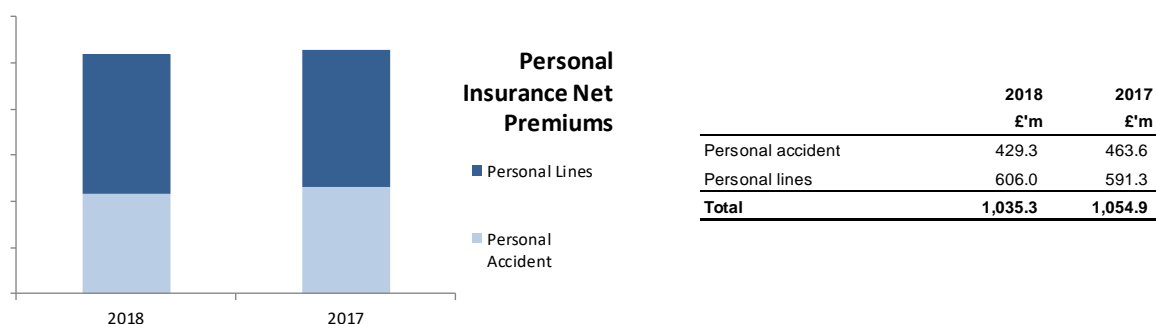 Personal
Insurance Net
Premiums
Personal Lines
Personal
Accident
2018
2017
2018 2017
£'m £'m
Personal accident 429.3 463.6
Personal lines 606.0 591.3
Total 1,035.3 1,054.9